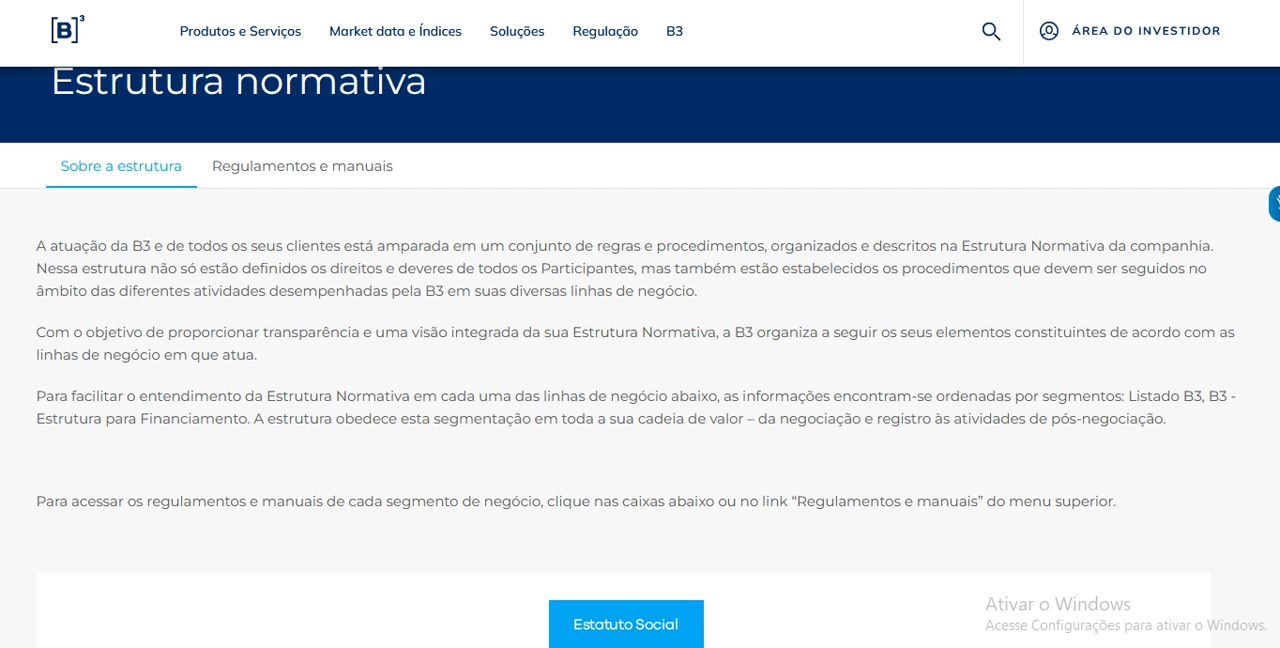 [B]³
Produtos e Serviços
Market data e Índices
Soluções
Regulação
B3
ÁREA DO INVESTIDOR
Estrutura normativa
Sobre a estrutura
Regulamentos e manuais
A atuação da B3 e de todos os seus clientes está amparada em um conjunto de regras e procedimentos, organizados e descritos na Estrutura Normativa da companhia.
Nessa estrutura não só estão definidos os direitos e deveres de todos os Participantes, mas também estão estabelecidos os procedimentos que devem ser seguidos no
âmbito das diferentes atividades desempenhadas pela B3 em suas diversas linhas de negócio.
Com o objetivo de proporcionar transparência e uma visão integrada da sua Estrutura Normativa, a B3 organiza a seguir os seus elementos constituintes de acordo com as
linhas de negócio em que atua.
Para facilitar o entendimento da Estrutura Normativa em cada uma das linhas de negócio abaixo, as informações encontram-se ordenadas por segmentos: Listado B3, B3 -
Estrutura para Financiamento. A estrutura obedece esta segmentação em toda a sua cadeia de valor – da negociação e registro às atividades de pós-negociação.
Para acessar os regulamentos e manuais de cada segmento de negócio, clique nas caixas abaixo ou no link “Regulamentos e manuais” do menu superior.
Estatuto Social
Ativar o Windows
Acesse Configurações para ativar o Windows.